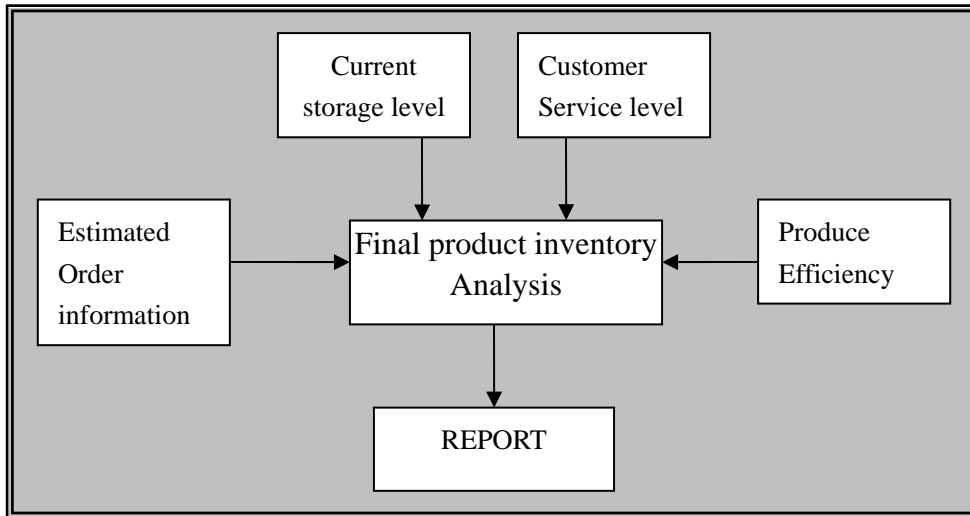 Current
storage level
Customer
Service level
Estimated
Order
information
Final product inventory
Analysis
Produce
Efficiency
REPORT